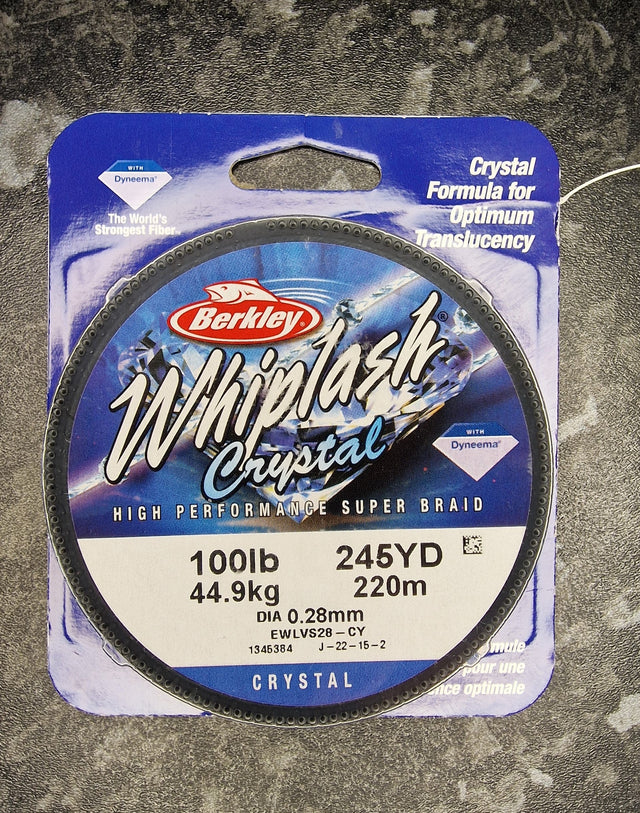 WITH
Dyneema®
The World's
Strongest Fiber
Crystal
Formula for
Optimum
Translucency
Berkley®
Whiplash®
Crystal
WITH
Dyneema®
HIGH PERFORMANCE SUPER BRAID
100lb 245YD
44.9kg 220m
DIA 0.28mm
EWLVS28-CY
1345384 J-22-15-2
CRYSTAL
pour une
optimale